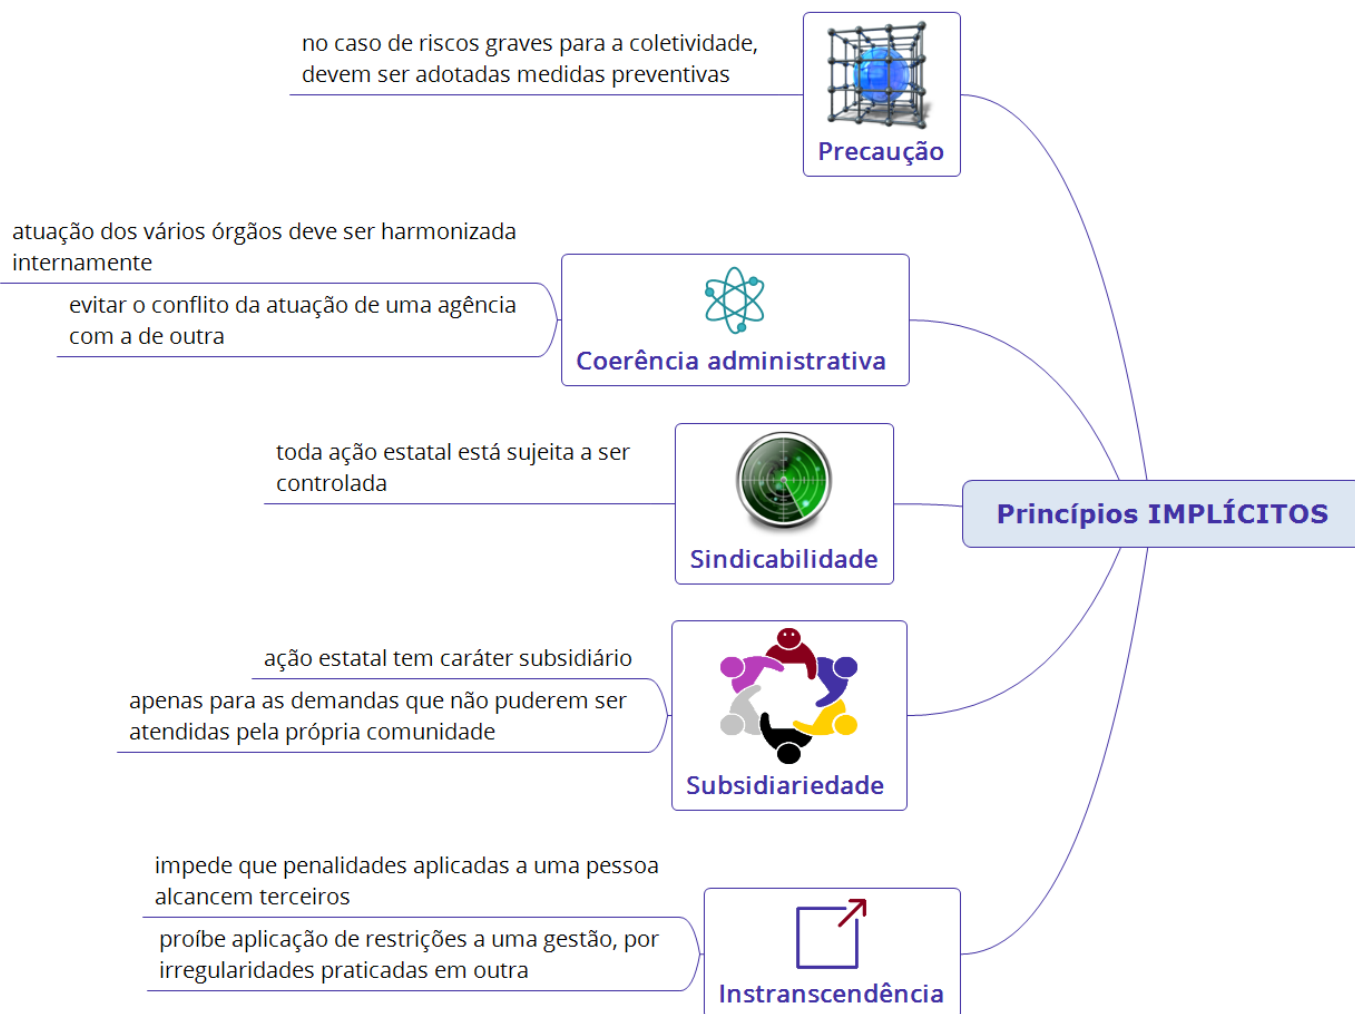 no caso de riscos graves para a coletividade,
devem ser adotadas medidas preventivas
Precaução
atuação dos vários órgãos deve ser harmonizada
internamente
evitar o conflito da atuação de uma agência
com a de outra
Coerência administrativa
toda ação estatal está sujeita a ser
controlada
Sindicabilidade
Princípios IMPLÍCITOS
ação estatal tem caráter subsidiário
apenas para as demandas que não puderem ser
atendidas pela própria comunidade
Subsidiariedade
impede que penalidades aplicadas a uma pessoa
alcancem terceiros
proíbe aplicação de restrições a uma gestão, por
irregularidades praticadas em outra
Instranscendência